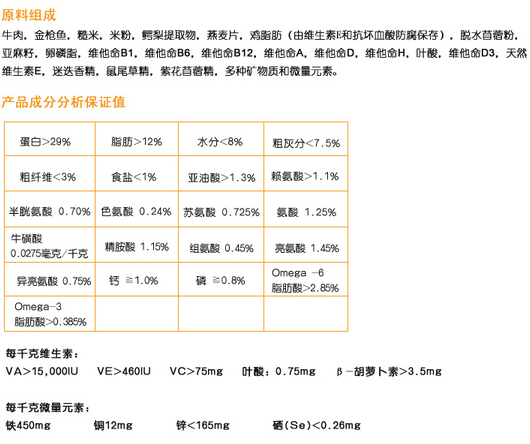 原料组成
牛肉，金枪鱼，糙米，米粉，鳄梨提取物，燕麦片，鸡脂肪（由维生素E和抗坏血酸防腐保存），脱水苜蓿粉，
亚麻籽，卵磷脂，维他命B1，维他命B6，维他命B12，维他命A，维他命D，维他命H，叶酸，维他命D3，天然
维生素E，迷迭香精，鼠尾草精，紫花苜蓿精，多种矿物质和微量元素。
产品成分分析保证值
蛋白>29% 脂肪>12% 水分<8% 粗灰分<7.5%
粗纤维<3% 食盐<1% 亚油酸>1.3% 赖氨酸>1.1%
半胱氨酸 0.70% 色氨酸 0.24% 苏氨酸 0.725% 氨酸 1.25%
牛磺酸
0.0275毫克/千克 精胺酸 1.15% 组氨酸 0.45% 亮氨酸 1.45%
异亮氨酸 0.75% 钙 ≧1.0% 磷 ≧0.8% Omega -6
脂肪酸>2.85%
Omega-3
脂肪酸>0.385%
每千克维生素：
VA>15,000IU VE>460IU VC>75mg 叶酸：0.75mg β-胡萝卜素>3.5mg
每千克微量元素：
铁450mg 铜12mg 锌<165mg 硒(Se)<0.26mg